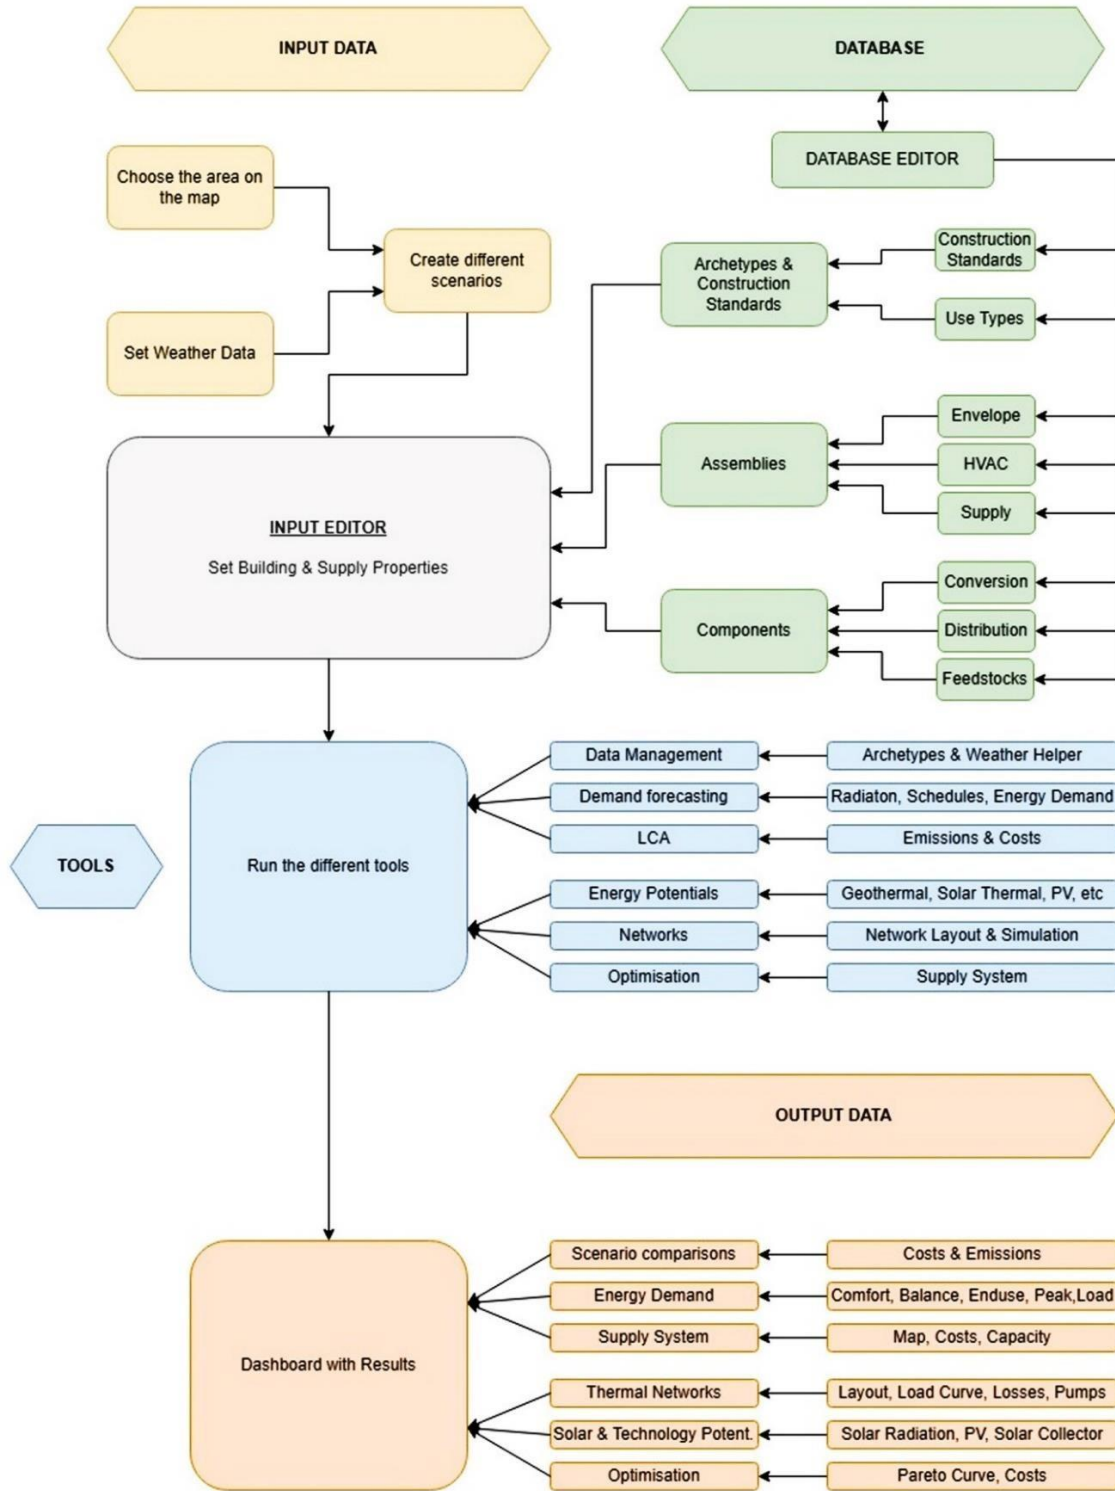 INPUT DATA
DATABASE
DATABASE EDITOR
Choose the area on
the map
Create different
scenarios
Set Weather Data
Archetypes &
Construction
Standards
Construction
Standards
Use Types
Assemblies
Envelope
HVAC
Supply
INPUT EDITOR
Set Building & Supply Properties
Components
Conversion
Distribution
Feedstocks
TOOLS
Run the different tools
Data Management
Archetypes & Weather Helper
Demand forecasting
Radiaton, Schedules, Energy Demand
LCA
Emissions & Costs
Energy Potentials
Geothermal, Solar Thermal, PV, etc
Networks
Network Layout & Simulation
Optimisation
Supply System
OUTPUT DATA
Dashboard with Results
Scenario comparisons
Costs & Emissions
Energy Demand
Comfort, Balance, Enduse, Peak,Load
Supply System
Map, Costs, Capacity
Thermal Networks
Layout, Load Curve, Losses, Pumps
Solar & Technology Potent.
Solar Radiation, PV, Solar Collector
Optimisation
Pareto Curve, Costs